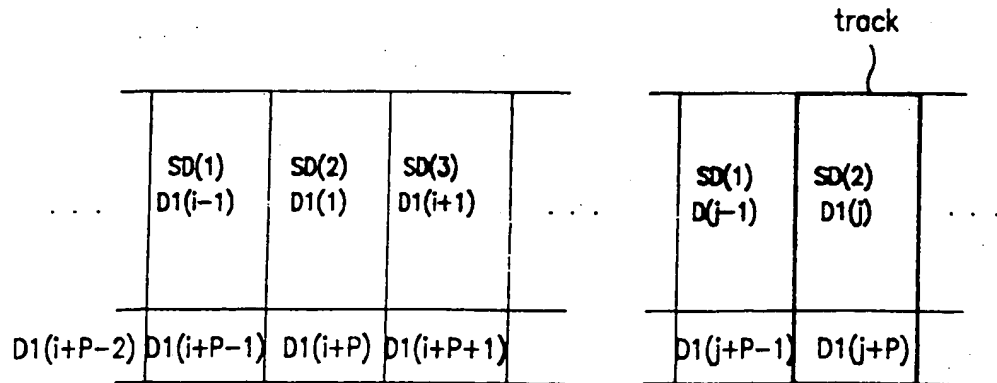 track
SD(1) SD(2) SD(3) SD(1) SD(2)
... D1(i-1) D1(1) D1(i+1) ... D(j-1) D1(j) ...
D1(i+P-2) D1(i+P-1) D1(i+P) D1(i+P+1) D1(j+P-1) D1(j+P)